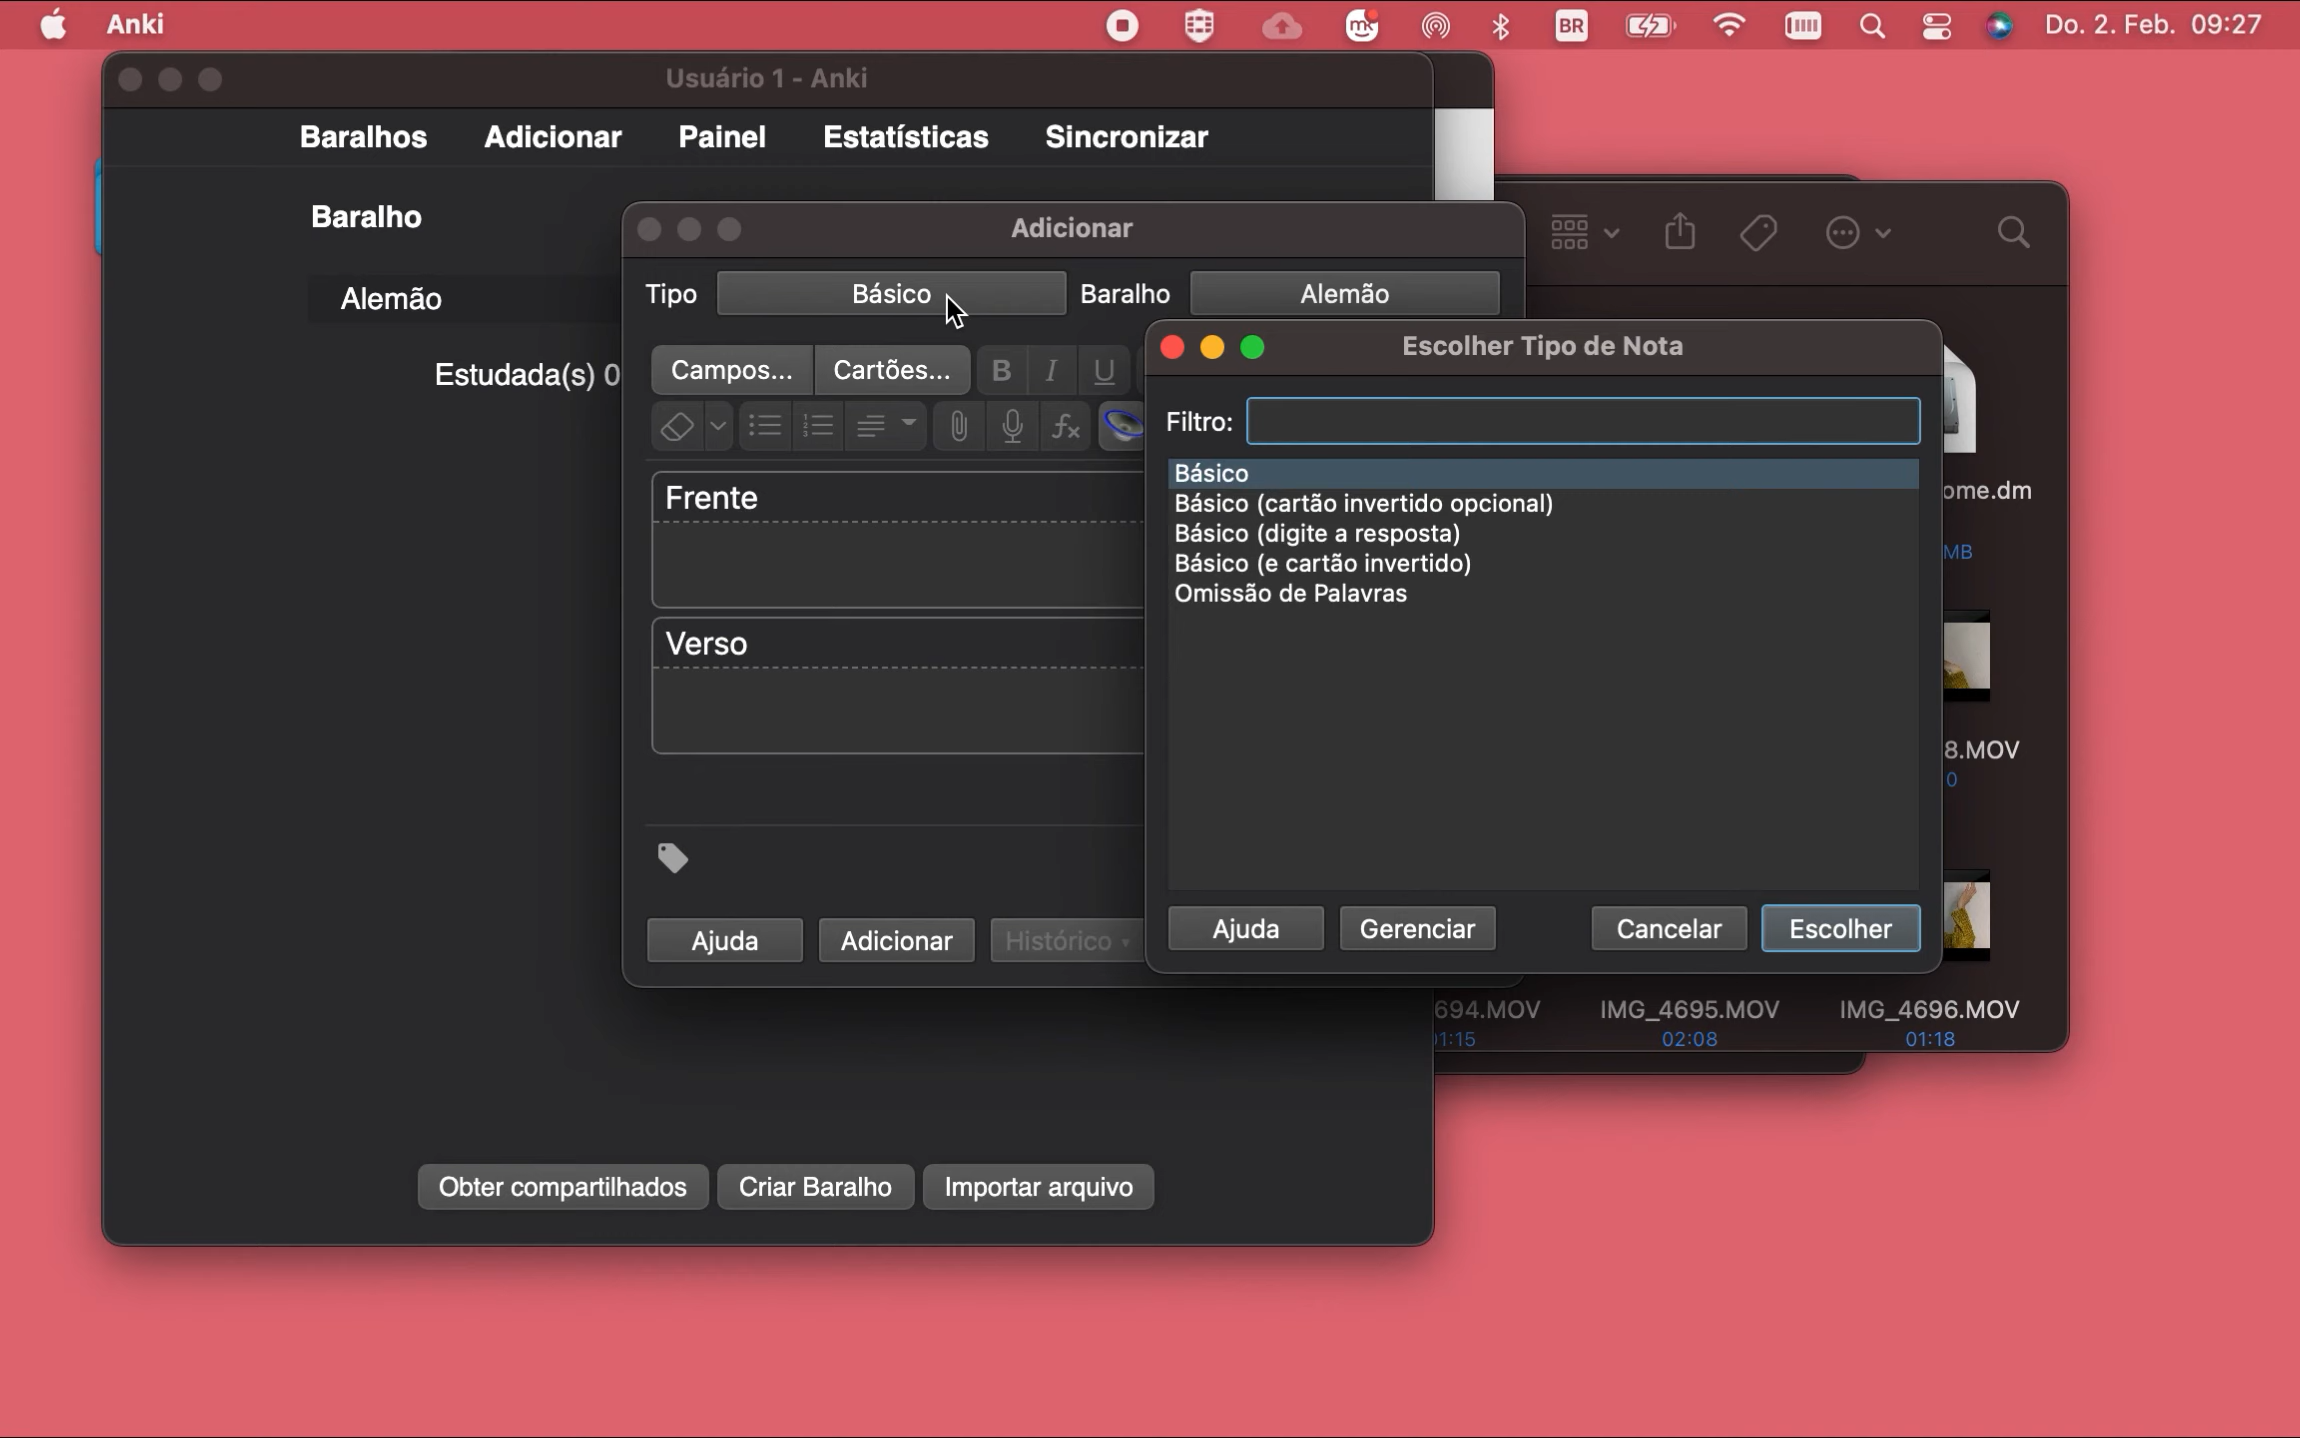 Anki
BR
Do. 2. Feb. 09:27
Usuário 1 - Anki
Baralhos Adicionar Painel Estatísticas Sincronizar
Baralho
Alemão
Estudada(s) 0
Adicionar
Tipo Básico Baralho Alemão
Campos... Cartões... B I U
Frente
Verso
Ajuda Adicionar Histórico
Escolher Tipo de Nota
Filtro:
Básico
Básico (cartão invertido opcional)
Básico (digite a resposta)
Básico (e cartão invertido)
Omissão de Palavras
Ajuda Gerenciar Cancelar Escolher
ome.dm
MB
8.MOV
0
694.MOV IMG_4695.MOV IMG_4696.MOV
1:15 02:08 01:18
Obter compartilhados Criar Baralho Importar arquivo